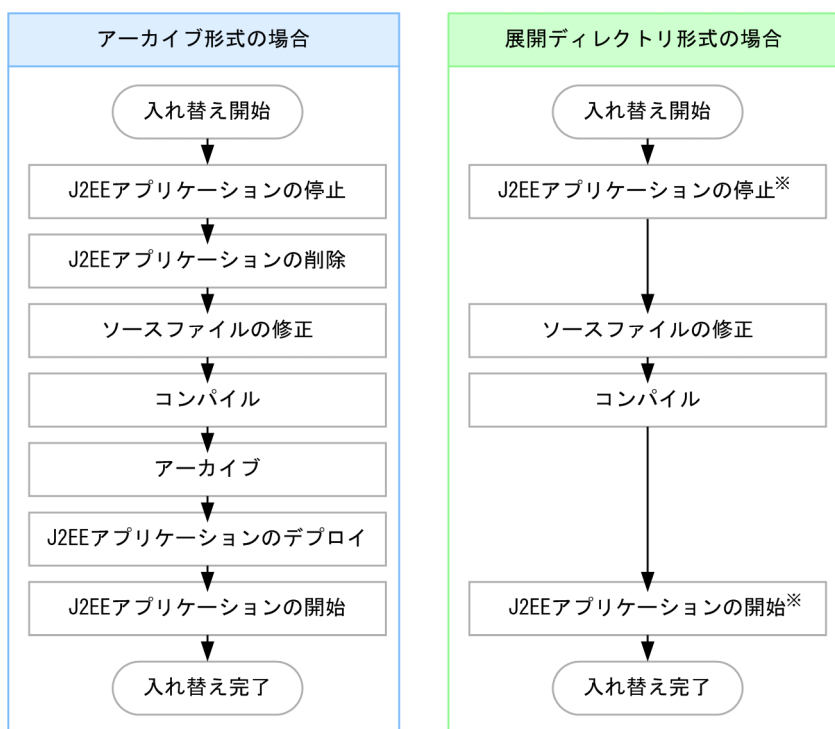 アーカイブ形式の場合
入れ替え開始
J2EEアプリケーションの停止
J2EEアプリケーションの削除
ソースファイルの修正
コンパイル
アーカイブ
J2EEアプリケーションのデプロイ
J2EEアプリケーションの開始
入れ替え完了
展開ディレクトリ形式の場合
入れ替え開始
J2EEアプリケーションの停止※
ソースファイルの修正
コンパイル
J2EEアプリケーションの開始※
入れ替え完了